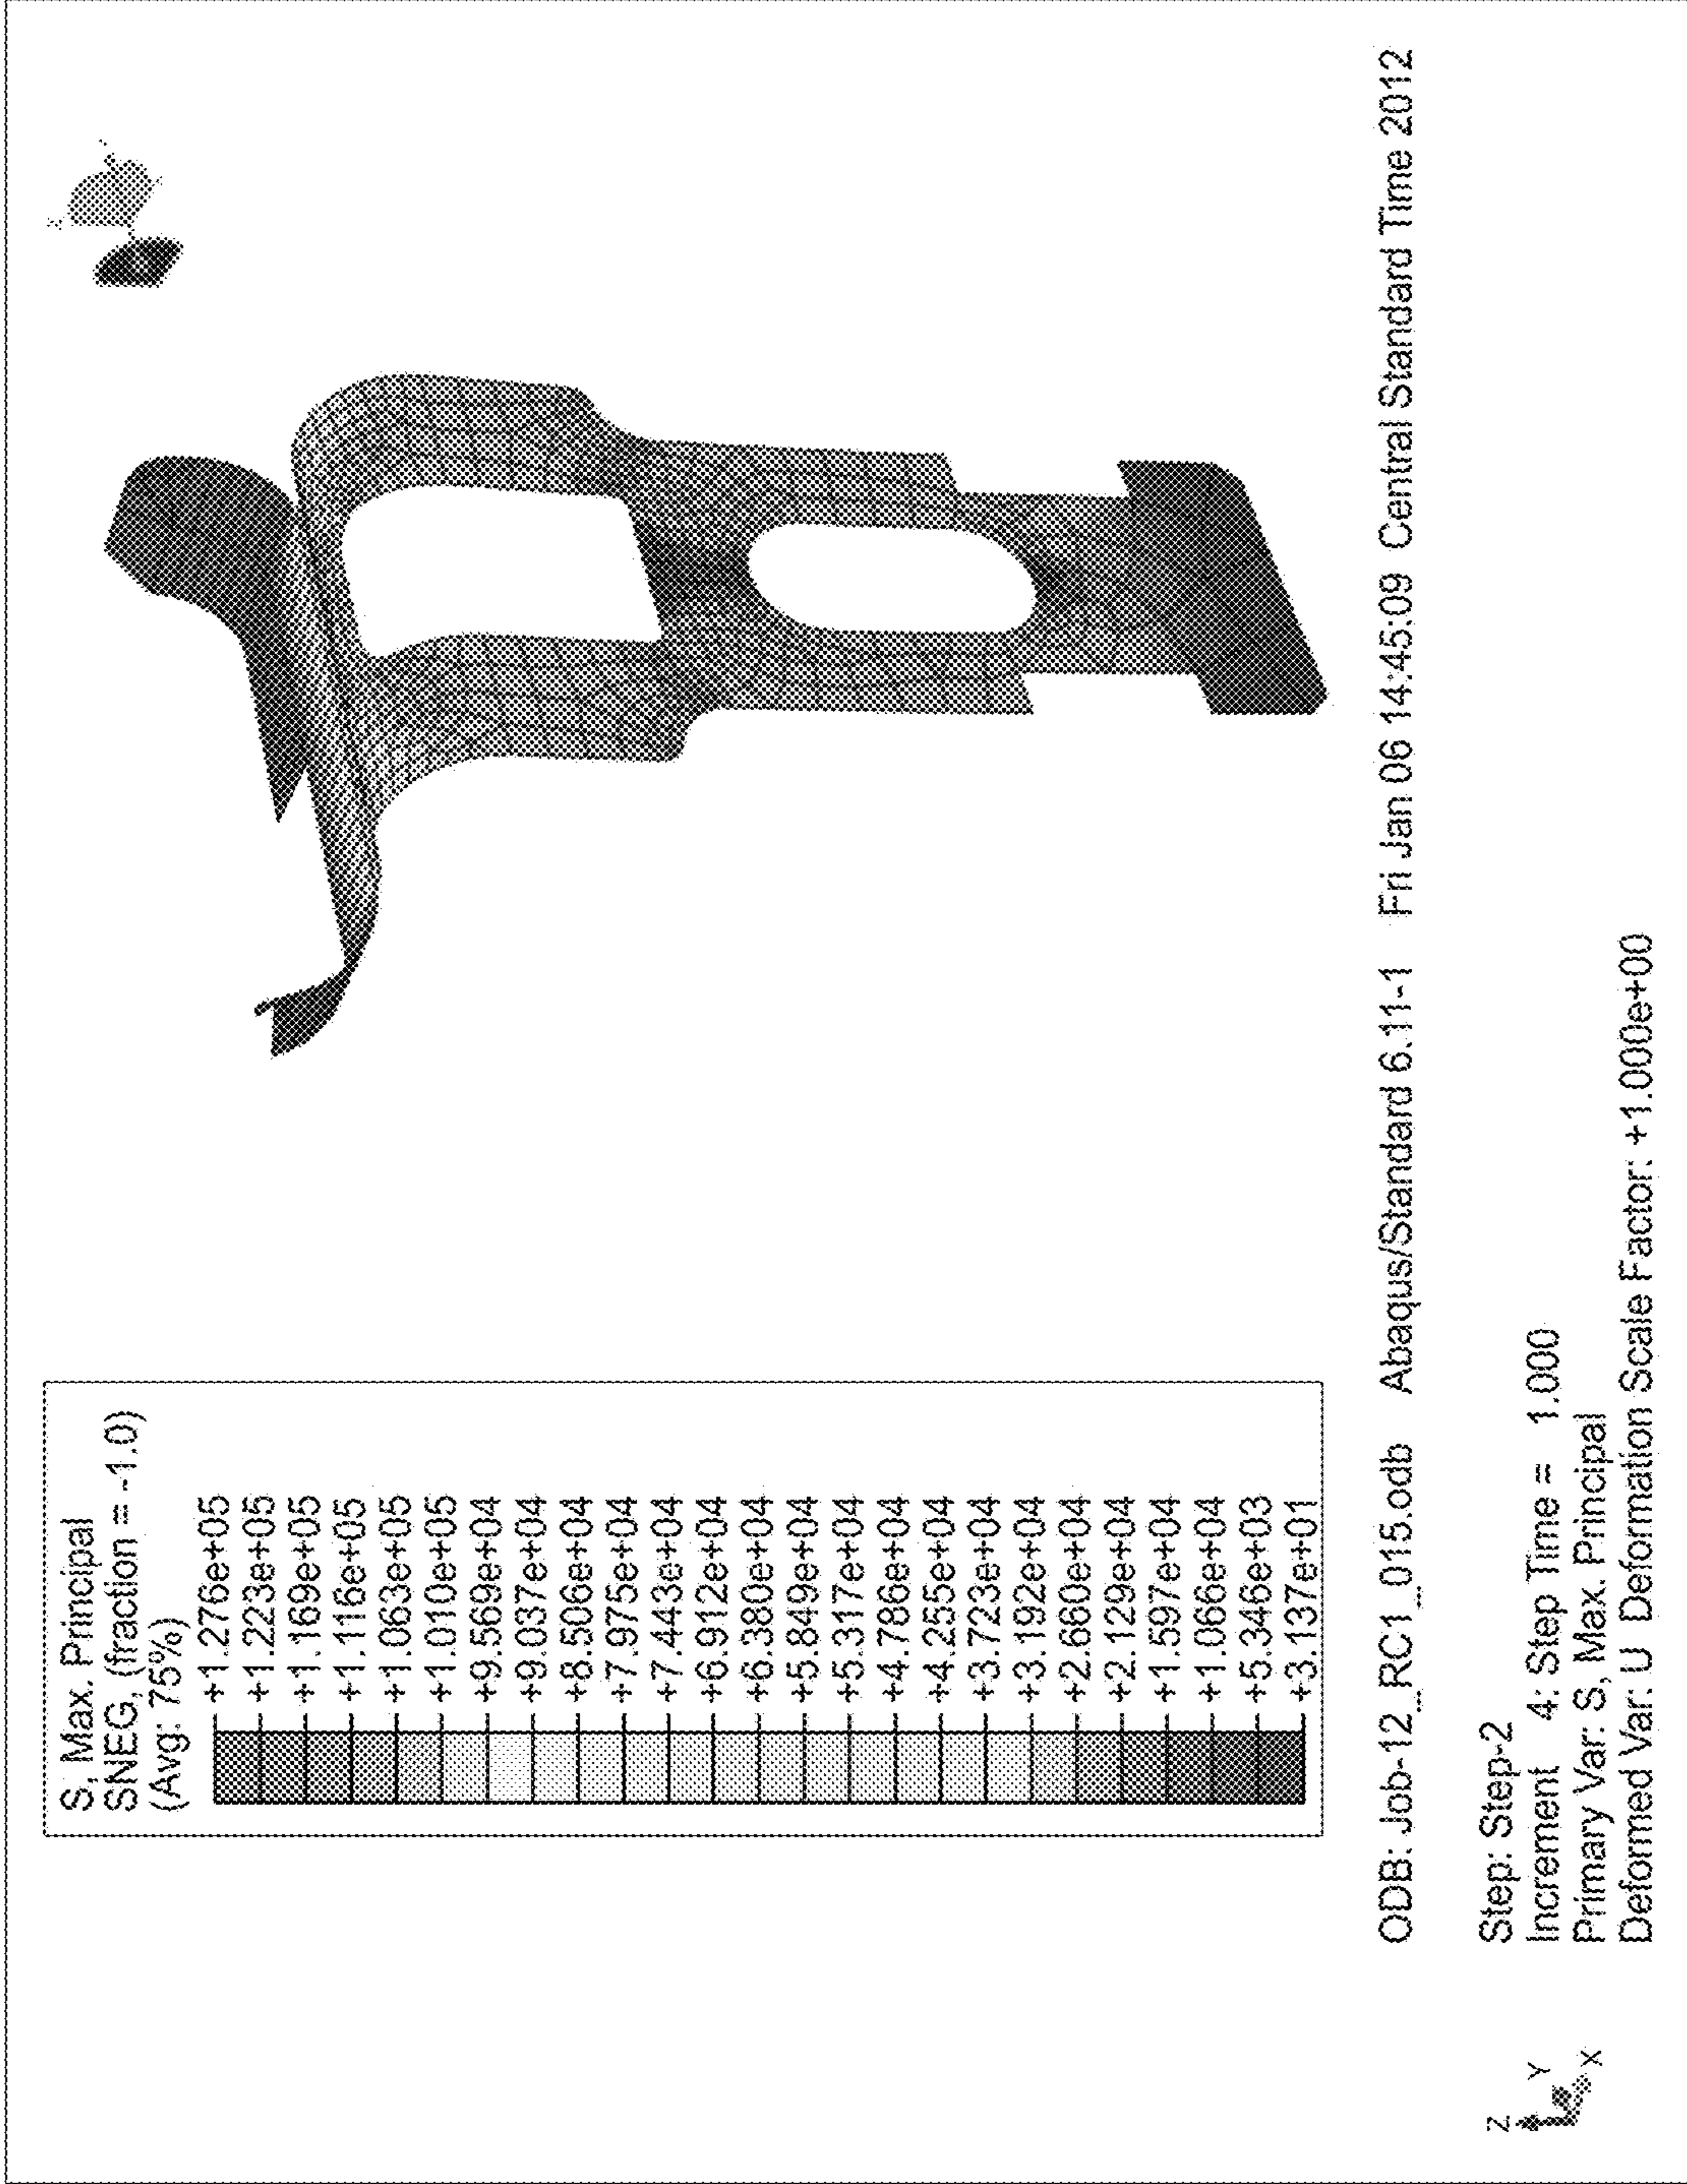 S, Max. Principal
SNEG, (fraction = -1.0)
(Avg: 75%)
+1.276e+05
+1.223e+05
+1.169e+05
+1.116e+05
+1.063e+05
+1.010e+05
+9.569e+04
+9.037e+04
+8.506e+04
+7.975e+04
+7.443e+04
+6.912e+04
+6.380e+04
+5.849e+04
+5.317e+04
+4.786e+04
+4.255e+04
+3.723e+04
+3.192e+04
+2.660e+04
+2.129e+04
+1.597e+04
+1.066e+04
+5.346e+03
+3.137e+01
ODB: Job-12_RC1_015.odb Abaqus/Standard 6.11-1 Fri Jan 06 14:45:09 Central Standard Time 2012
Step: Step-2
Increment 4: Step Time = 1.000
Primary Var: S, Max. Principal
Deformed Var: U Deformation Scale Factor: +1.000e+00
Z
Y
X